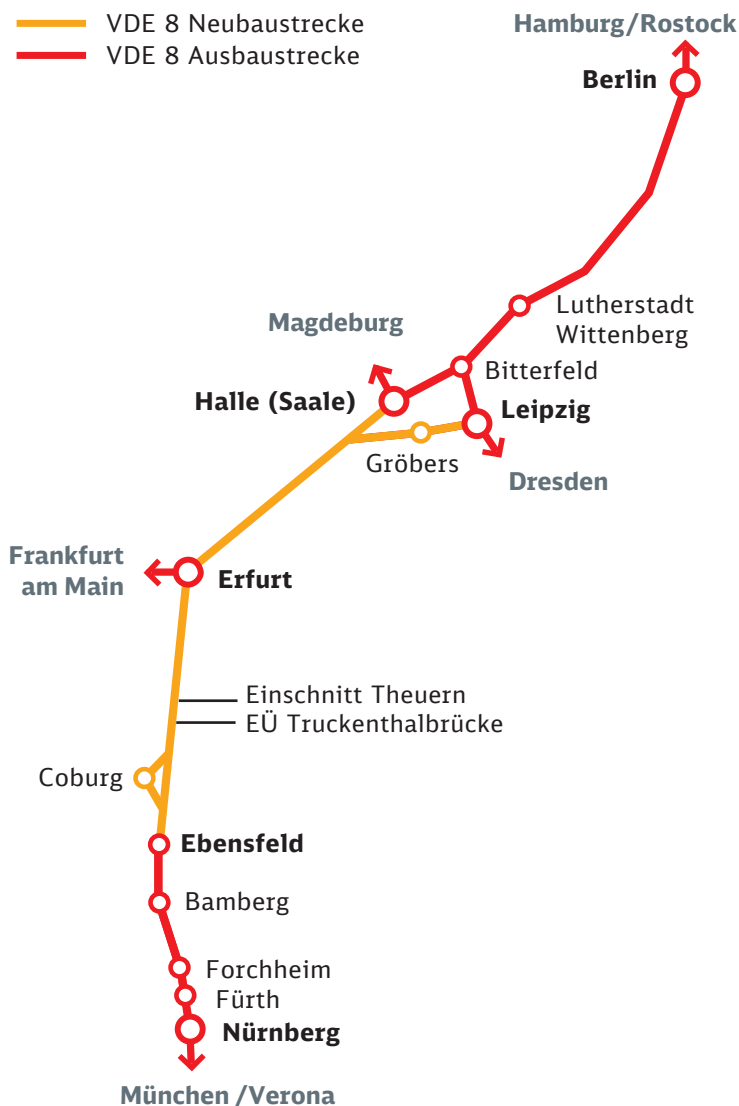 VDE 8 Neubaustrecke
VDE 8 Ausbaustrecke
Hamburg/Rostock
Berlin
Lutherstadt
Wittenberg
Magdeburg
Bitterfeld
Halle (Saale)
Leipzig
Gröbers
Dresden
Frankfurt
am Main
Erfurt
Einschnitt Theuern
EÜ Truckenthalbrücke
Coburg
Ebensfeld
Bamberg
Forchheim
Fürth
Nürnberg
München /Verona